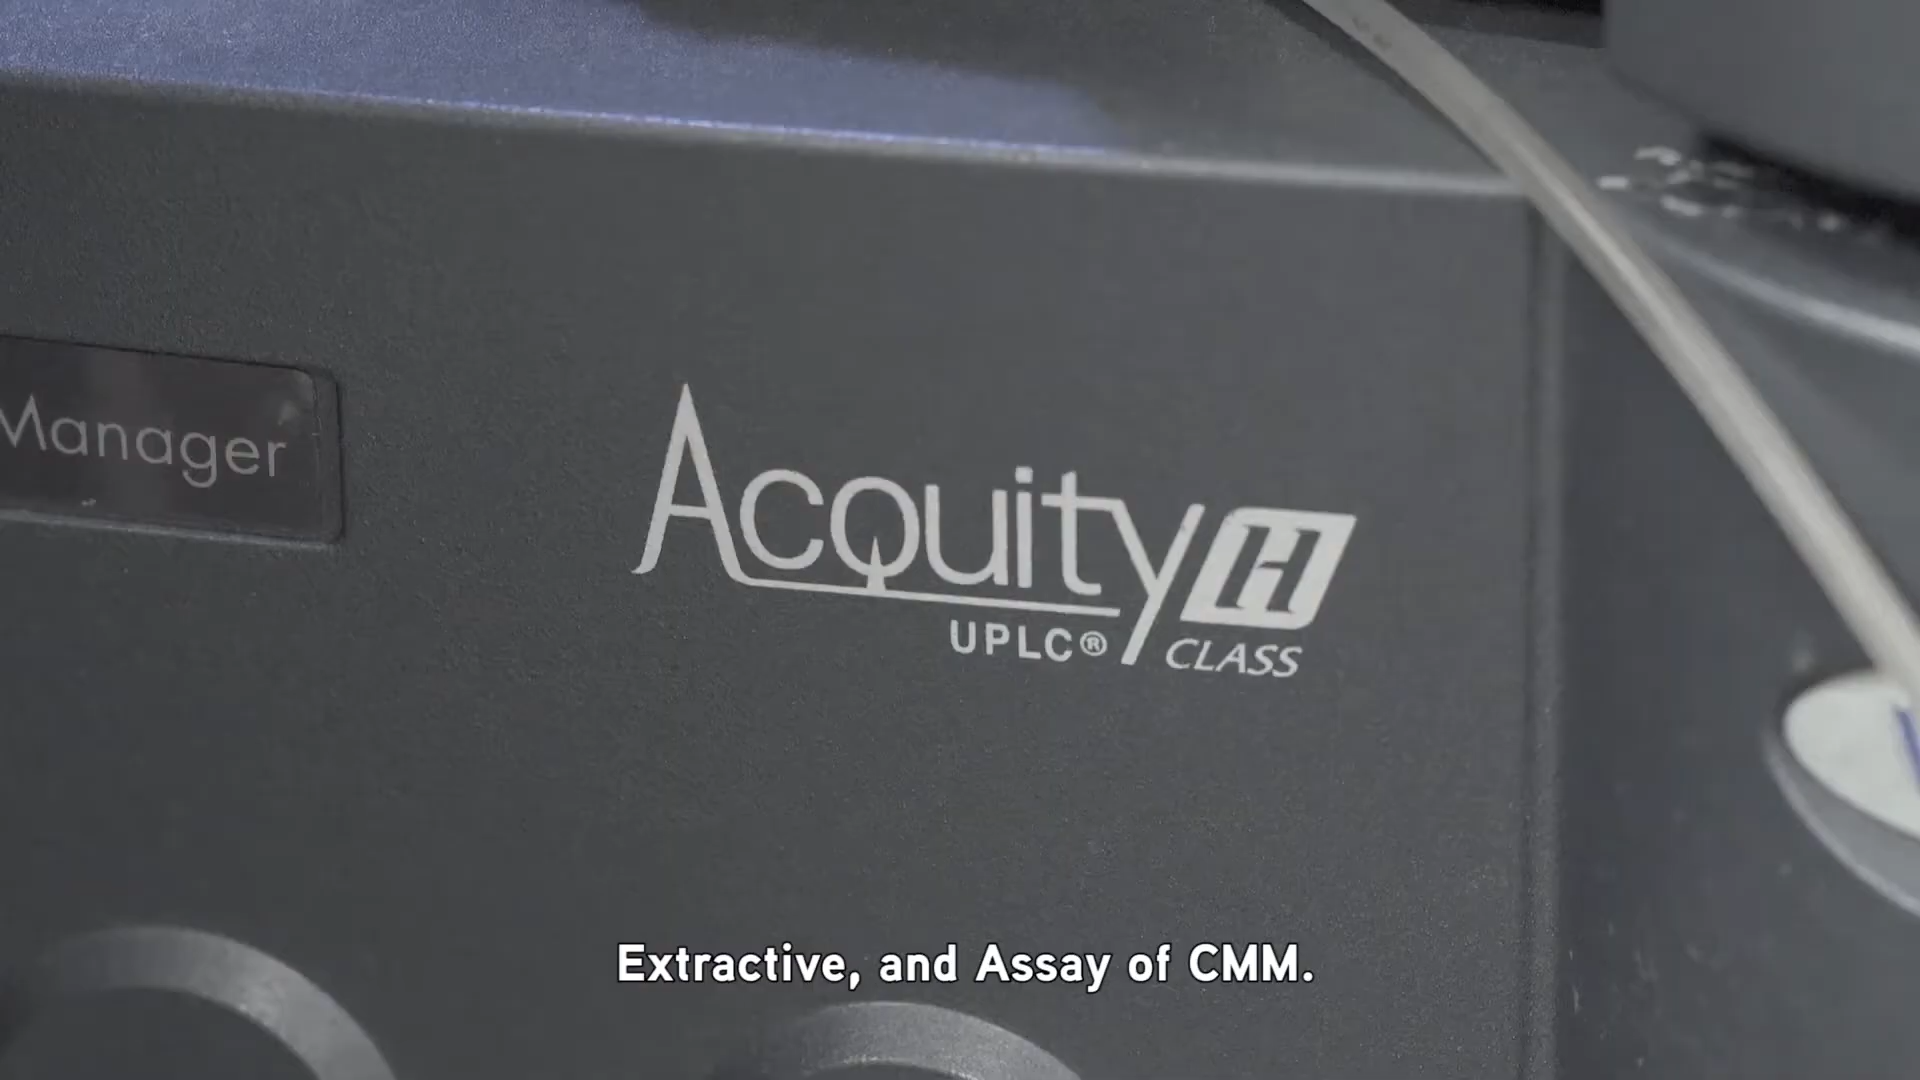 Manager
Acquity H
UPLC® CLASS
Extractive, and Assay of CMM.